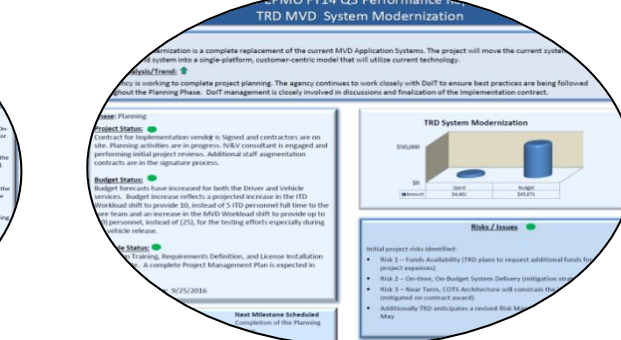 EPMO FY14 Q3 Performance
TRD MVD System Modernization
is a complete replacement of the current MVD Application Systems. The project will move the current
system into a single-platform, customer-centric model that will utilize current technology.
is working to complete project planning. The agency continues to work closely with DoIT to ensure best practices are being followed
the Planning Phase. DoIT management is closely involved in discussions and finalization of the Implementation contract.
Planning
Project Status:
Contract for Implementation vendor is Signed and contractors are on
site. Planning activities are in progress. IV&V consultant is engaged and
performing initial project reviews. Additional staff augmentation
contracts are in the signature process.
Budget Status:
Budget forecasts have increased for both the Driver and Vehicle
services. Budget increase reflects a projected increase in the ITD
Workload shift to provide 10, instead of 5 ITD personnel full time to the
team and an increase in the MVD Workload shift to provide up to
personnel, instead of (25), for the testing efforts especially during
vehicle release.
Status:
Training, Requirements Definition, and License Installation
A complete Project Management Plan is expected in
9/25/2016
Next Milestone Scheduled
Completion of the Planning
TRD System Modernization
$50,000
$0
Spent Budget
Amount
Risks / Issues
Initial project risks identified:
• Risk 1 – Funds Availability (TRD plans to request additional funds for
project expenses)
• Risk 2 – On-time, On-Budget System Delivery (mitigation
• Risk 3 – Near Term, COTS Architecture will constrain the
(mitigated on contract award)
• Additionally TRD anticipates a revised Risk
May